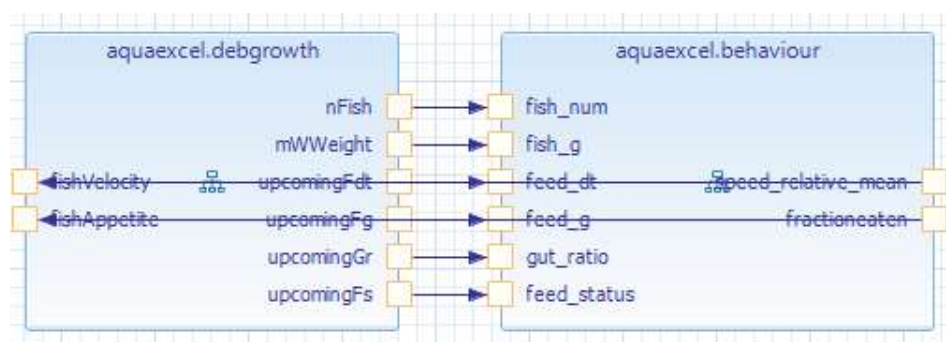 aquaexcel.debgrowth
aquaexcel.behaviour
nFish
fish_num
mWWeight
fish_g
fishVelocity
upcomingFdt
feed_dt
speed_relative_mean
fishAppetite
upcomingFg
feed_g
fractioneaten
upcomingGr
gut_ratio
upcomingFs
feed_status